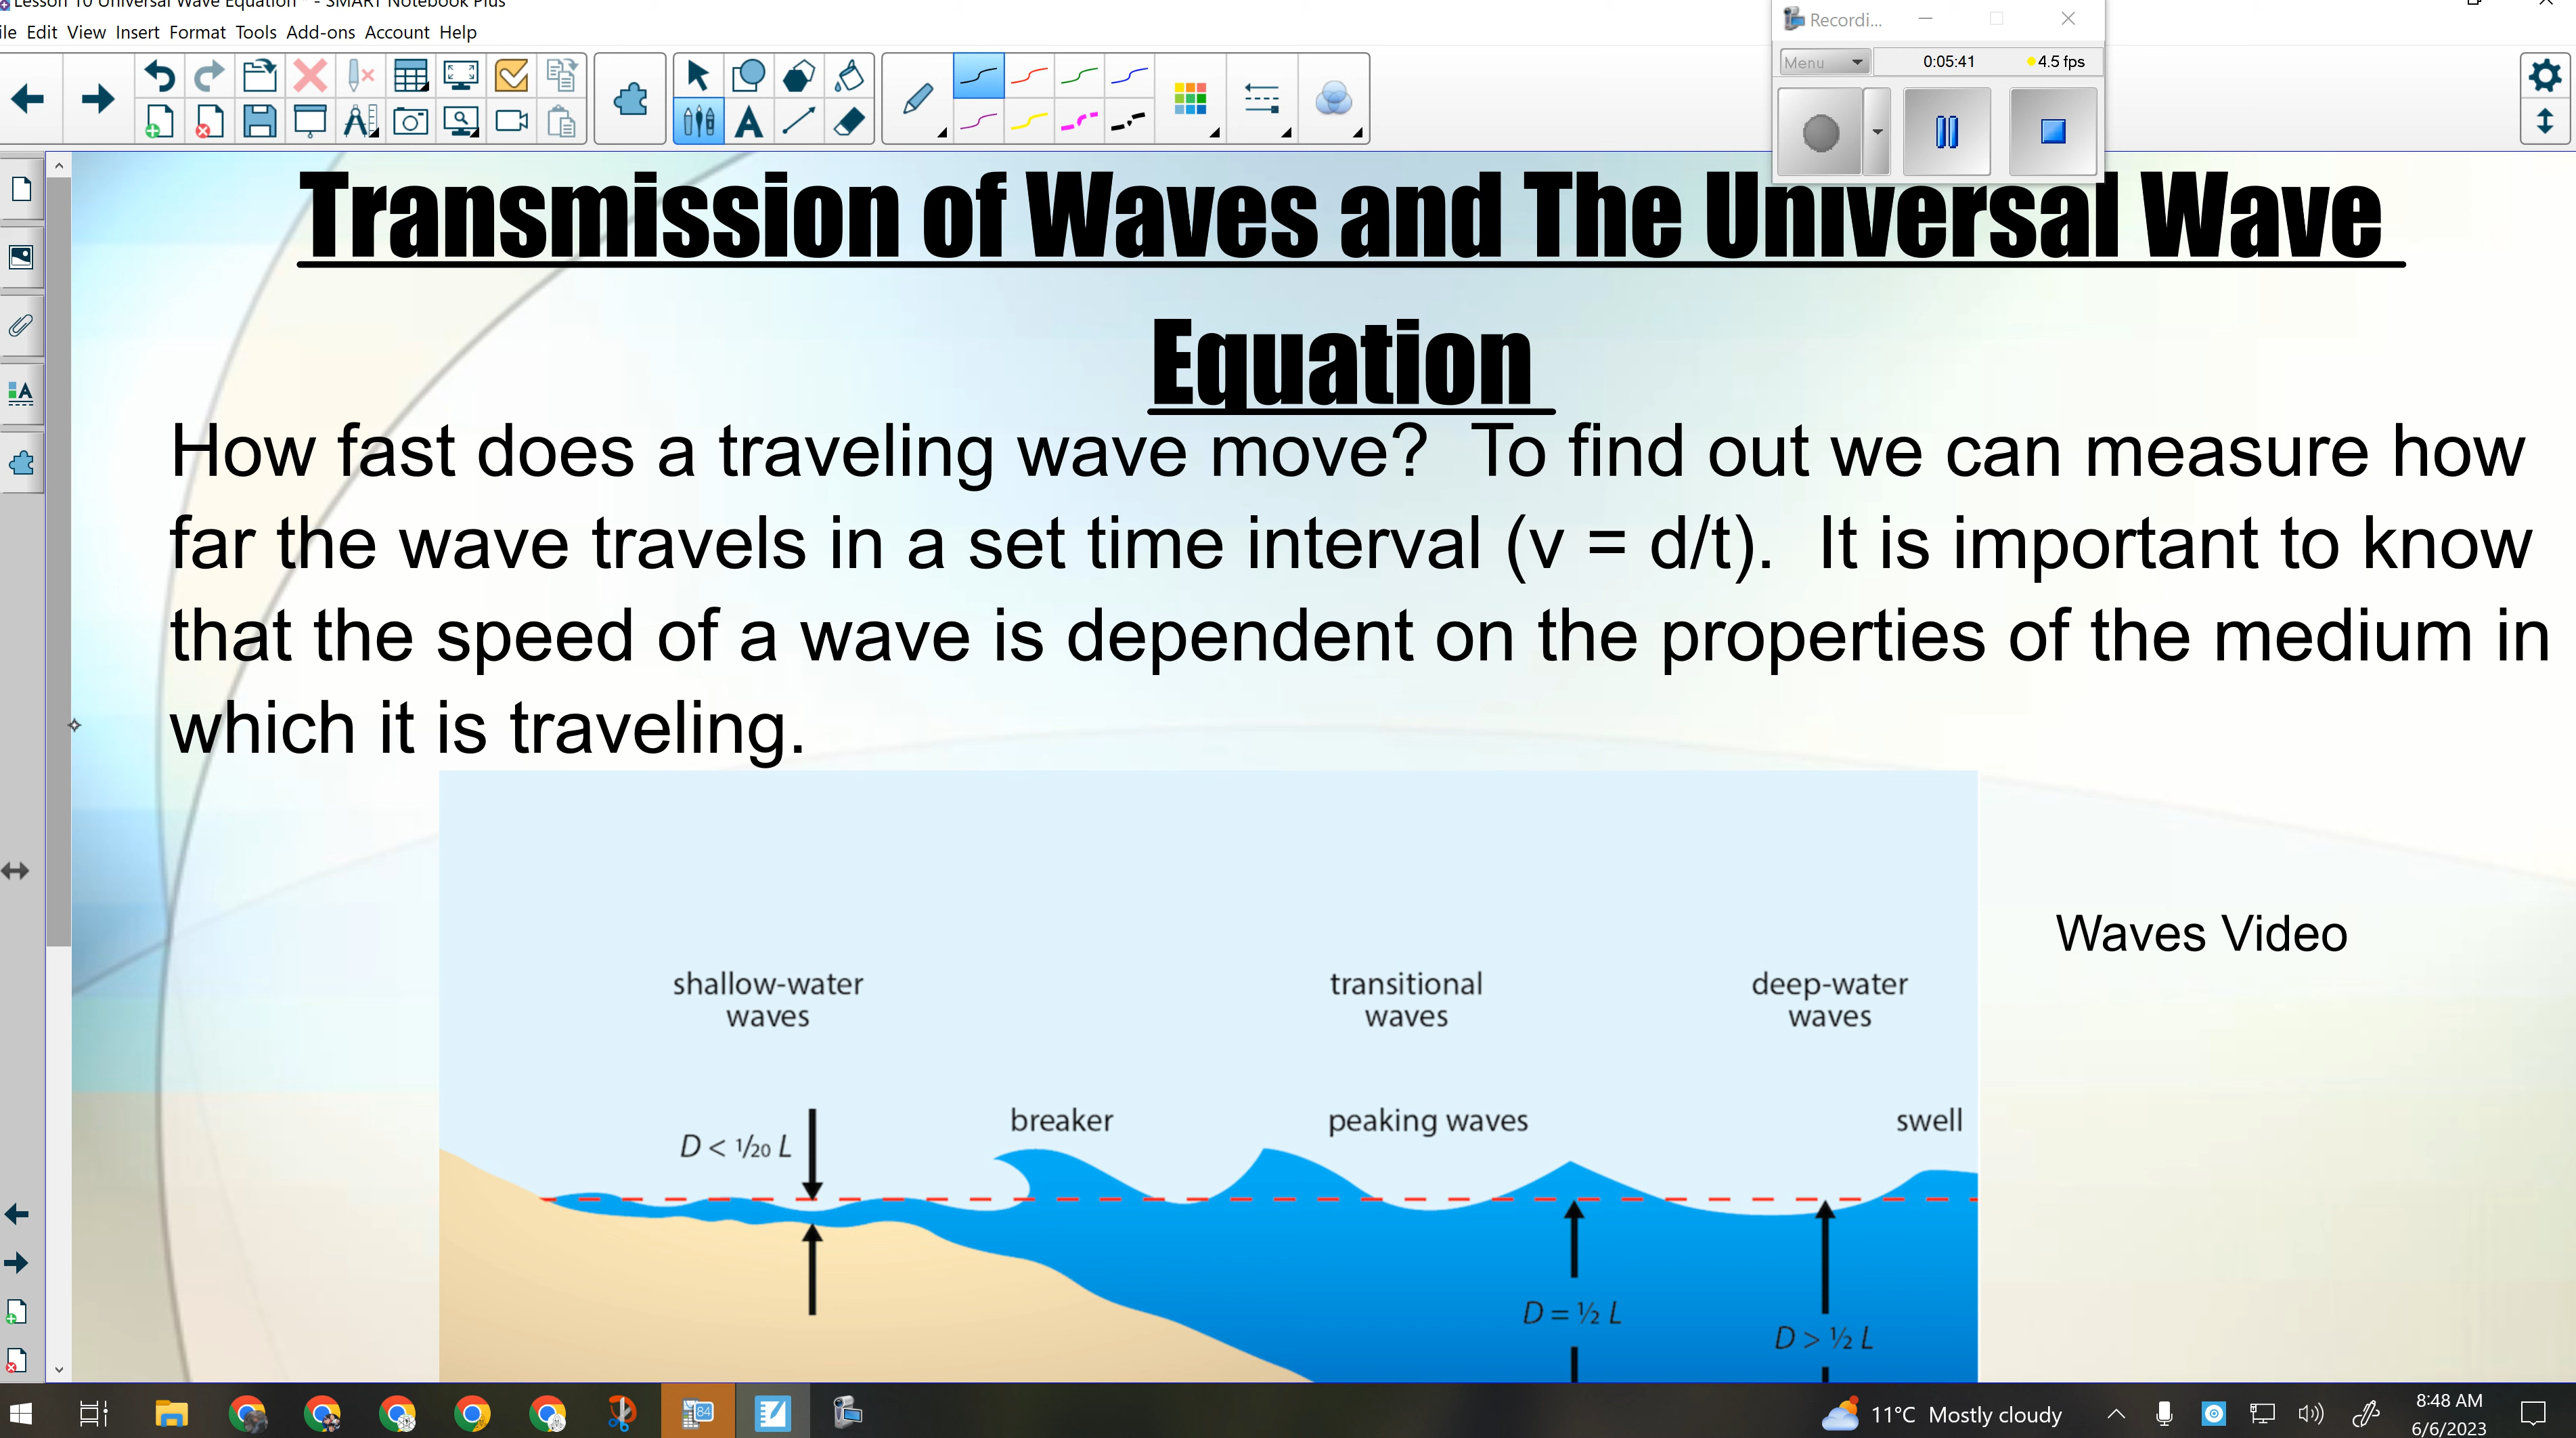 Lesson 10 Universal Wave Equation * - SMART Notebook Plus
ile Edit View Insert Format Tools Add-ons Account Help
Recordi...
Menu 0:05:41 4.5 fps
Transmission of Waves and The Universal Wave
Equation
How fast does a traveling wave move? To find out we can measure how
far the wave travels in a set time interval (v = d/t). It is important to know
that the speed of a wave is dependent on the properties of the medium in
which it is traveling.
Waves Video
shallow-water
waves
transitional
waves
deep-water
waves
breaker
peaking waves
swell
D < 1/20 L
D = ½ L
D > ½ L
84
11°C Mostly cloudy
8:48 AM
6/6/2023